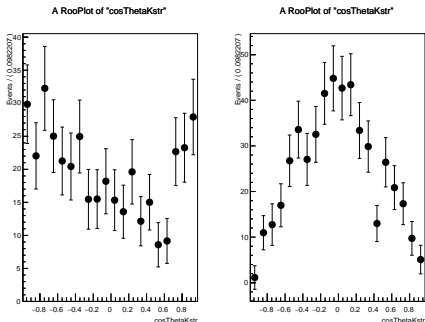 A RooPlot of "cosThetaKstr"
Events / ( 0.0982207 )
40
35
30
25
20
15
10
5
0
−0.8 −0.6 −0.4 −0.2 0 0.2 0.4 0.6 0.8
cosThetaKstr
A RooPlot of "cosThetaKstr"
Events / ( 0.0982207 )
50
40
30
20
10
0
−0.8 −0.6 −0.4 −0.2 0 0.2 0.4 0.6 0.8
cosThetaKstr